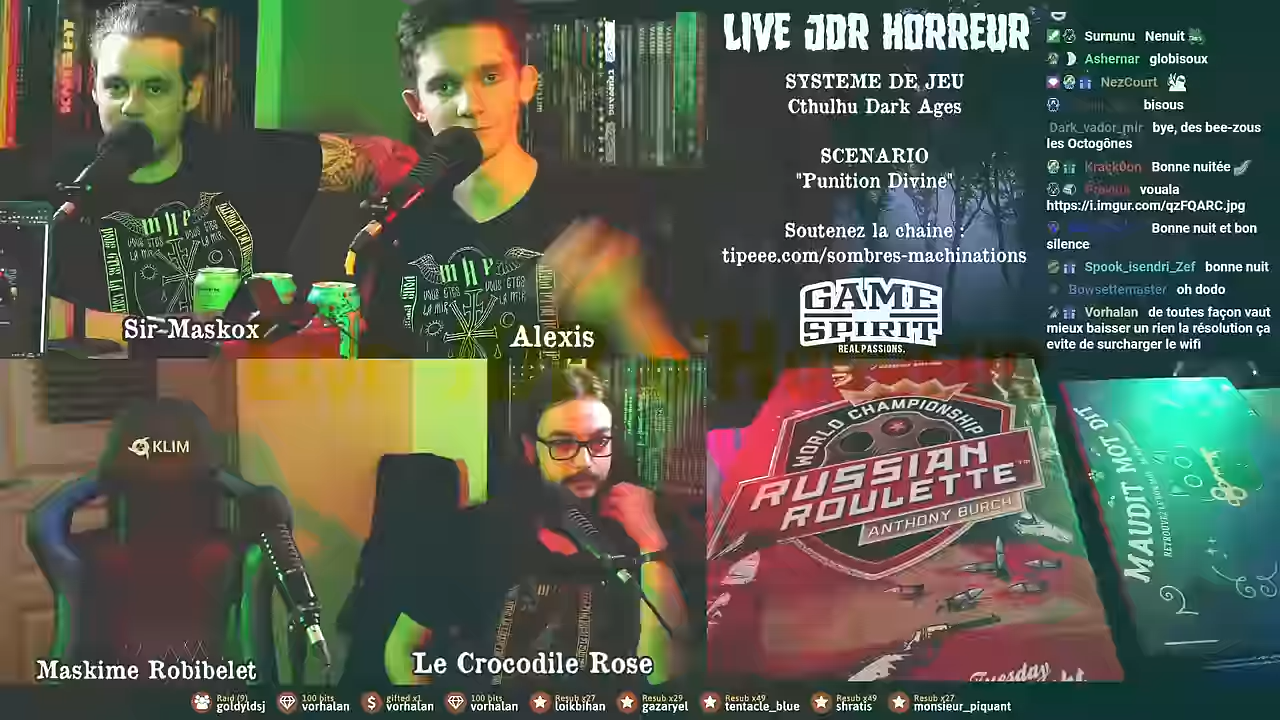 LIVE JDR HORREUR
SYSTEME DE JEU
Cthulhu Dark Ages
SCENARIO
"Punition Divine"
Soutenez la chaine :
tipeee.com/sombres-machinations
GAME
SPIRIT
REAL PASSIONS.
Surnunu Nenuit
Ashernar globisoux
NezCourt
bisous
Dark_vador_mir bye, des bee-zous
les Octogônes
Krack0on Bonne nuitée
vouala
https://i.imgur.com/qzFQARC.jpg
Bonne nuit et bon
silence
Spook_isendri_Zef bonne nuit
Bowsettemaster oh dodo
Vorhalan de toutes façon vaut
mieux baisser un rien la résolution ça
evite de surcharger le wifi
KNIGHT
Sir Maskox
Alexis
KLIM
Maskime Robibelet
Le Crocodile Rose
WORLD CHAMPIONSHIP
RUSSIAN
ROULETTE
ANTHONY BURCH
Tuesday
MAUDIT MOT DIT
Raid (9)
goldyldsj
100 bits
vorhalan
gifted x1
vorhalan
100 bits
vorhalan
Resub x27
loikbihan
Resub x29
gazaryel
Resub x49
tentacle_blue
Resub x49
shratis
Resub x27
monsieur_piquant